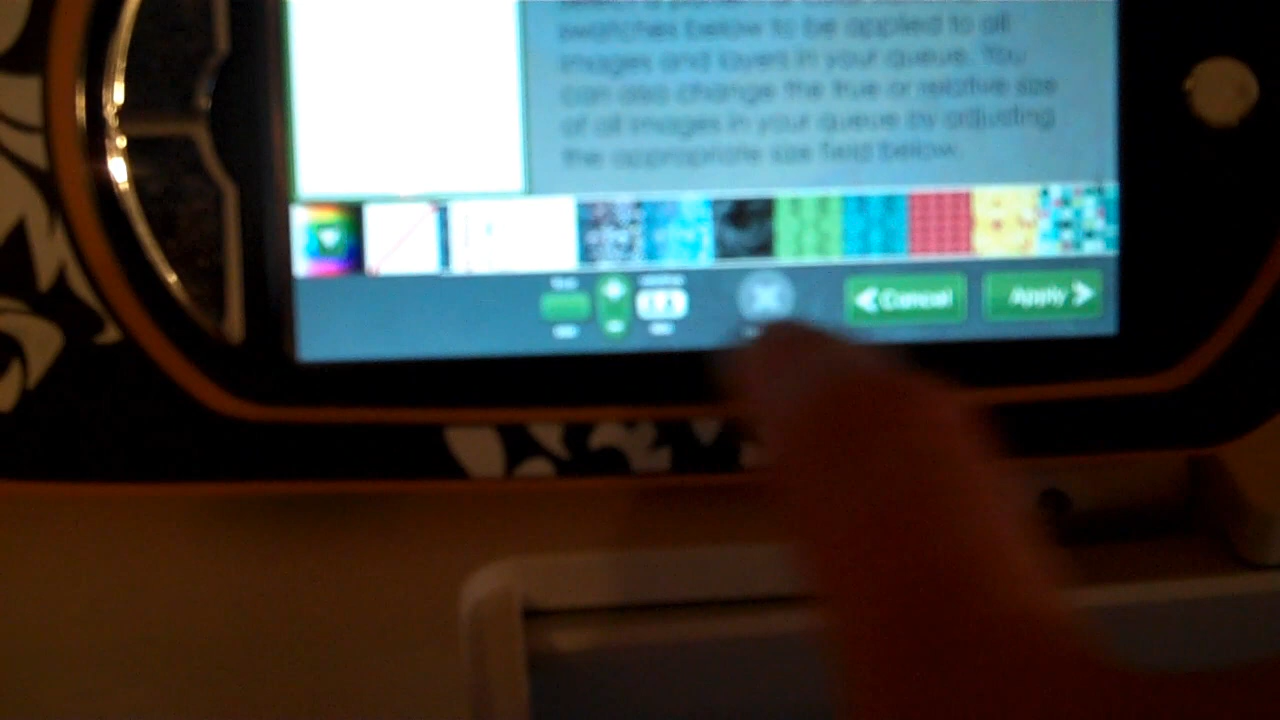 swatches below to be applied to all
images and layers in your queue. You
can also change the true or relative size
of all images in your queue by adjusting
the appropriate size field below.
Cancel
Apply